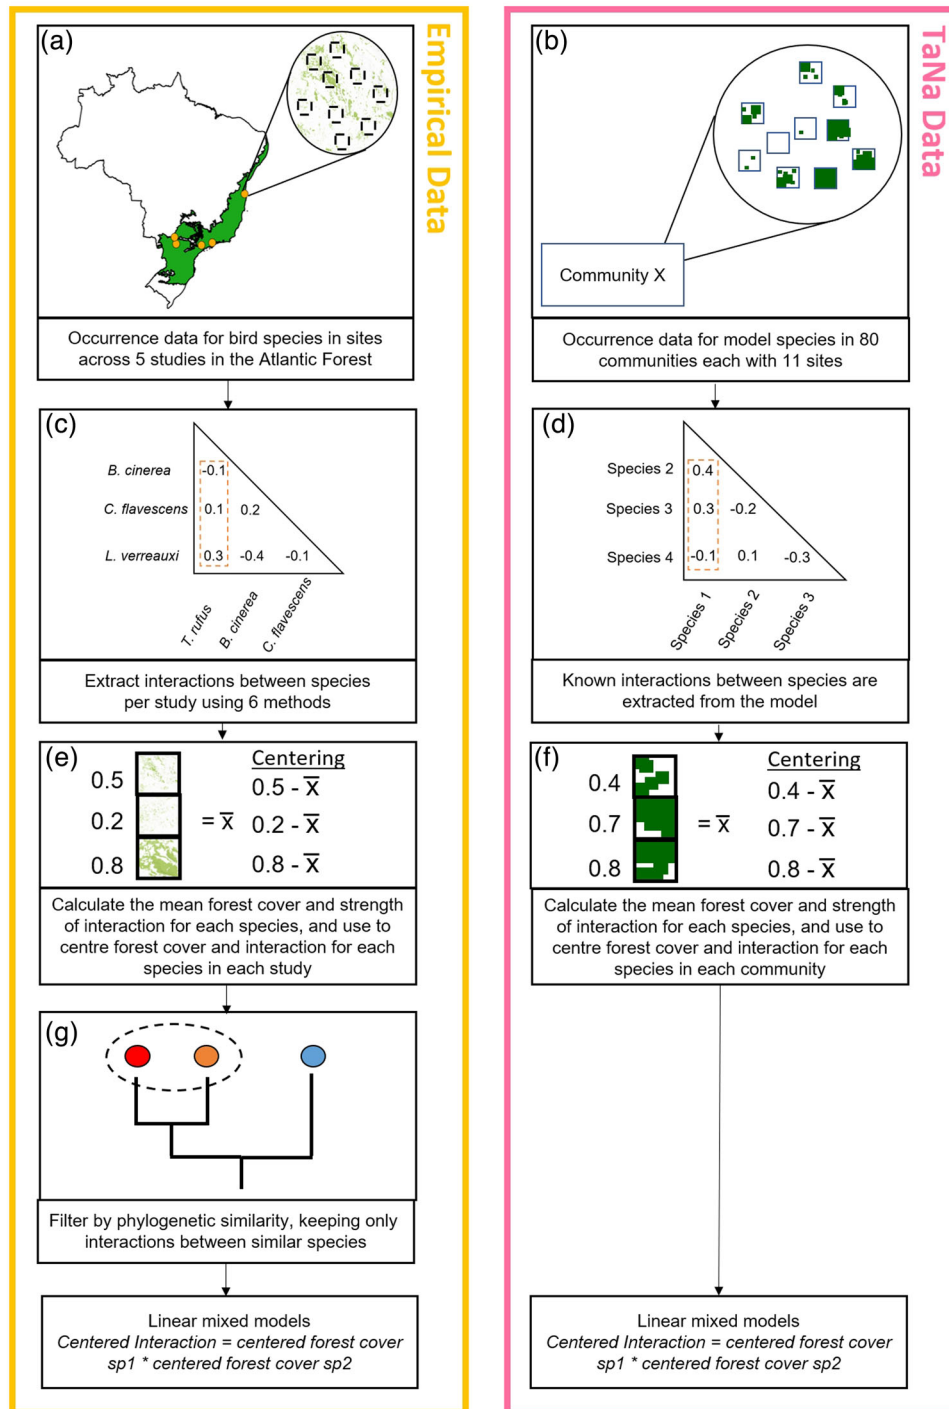 (a)
Empirical Data
Occurrence data for bird species in sites
across 5 studies in the Atlantic Forest
(c)
B. cinerea -0.1
C. flavescens 0.1 0.2
L. verreauxi 0.3 -0.4 -0.1
T. rufus B. cinerea C. flavescens
Extract interactions between species
per study using 6 methods
(e)
Centering
0.5 0.5 - x̅
0.2 = x̅ 0.2 - x̅
0.8 0.8 - x̅
Calculate the mean forest cover and strength
of interaction for each species, and use to
centre forest cover and interaction for each
species in each study
(g)
Filter by phylogenetic similarity, keeping only
interactions between similar species
Linear mixed models
Centered Interaction = centered forest cover
sp1 * centered forest cover sp2
(b)
TaNa Data
Community X
Occurrence data for model species in 80
communities each with 11 sites
(d)
Species 2 0.4
Species 3 0.3 -0.2
Species 4 -0.1 0.1 -0.3
Species 1 Species 2 Species 3
Known interactions between species are
extracted from the model
(f)
Centering
0.4 0.4 - x̅
0.7 = x̅ 0.7 - x̅
0.8 0.8 - x̅
Calculate the mean forest cover and strength
of interaction for each species, and use to
centre forest cover and interaction for each
species in each community
Linear mixed models
Centered Interaction = centered forest cover
sp1 * centered forest cover sp2